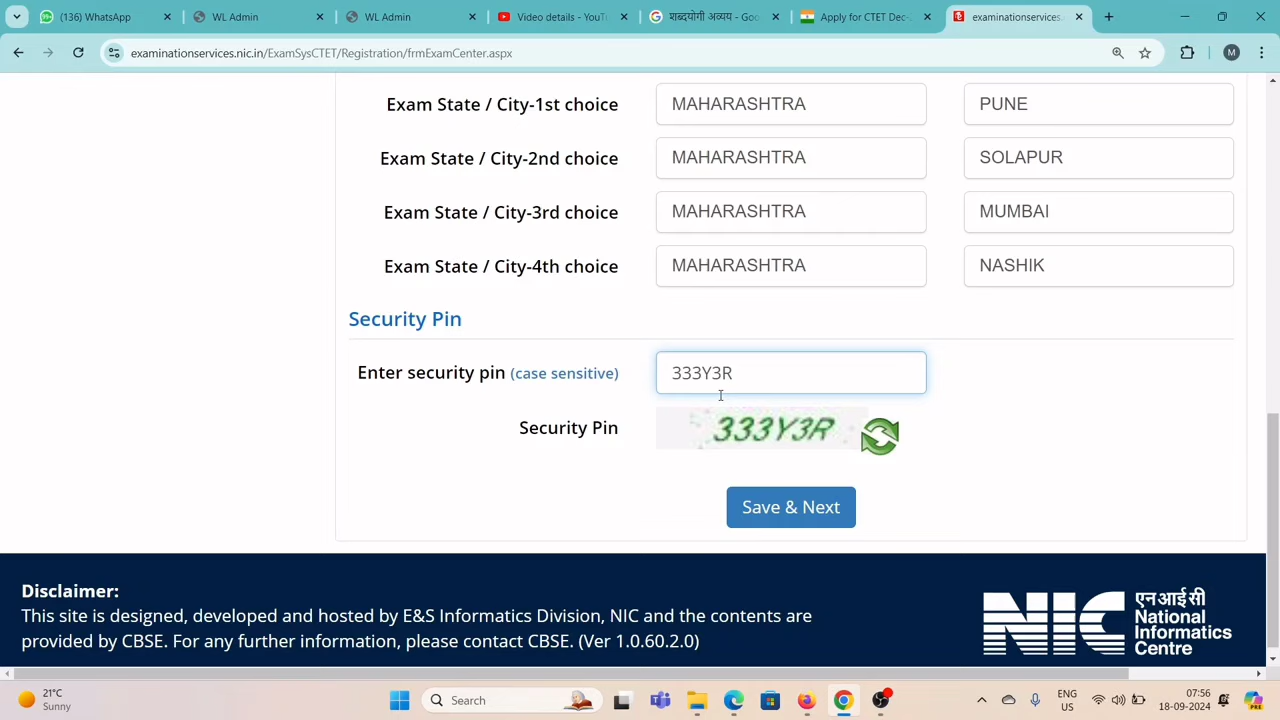 (136) WhatsApp
WL Admin
WL Admin
Video details - YouT
शब्दयोगी अव्यय - Goo
Apply for CTET Dec-
examinationservices.
examinationservices.nic.in/ExamSysCTET/Registration/frmExamCenter.aspx
M
Exam State / City-1st choice MAHARASHTRA PUNE
Exam State / City-2nd choice MAHARASHTRA SOLAPUR
Exam State / City-3rd choice MAHARASHTRA MUMBAI
Exam State / City-4th choice MAHARASHTRA NASHIK
Security Pin
Enter security pin (case sensitive) 333Y3R
Security Pin 333Y3R
Save & Next
Disclaimer:
This site is designed, developed and hosted by E&S Informatics Division, NIC and the contents are
provided by CBSE. For any further information, please contact CBSE. (Ver 1.0.60.2.0)
NIC
एन आई सी
National
Informatics
Centre
21°C
Sunny
Search
ENG
US
07:56
18-09-2024
PRE